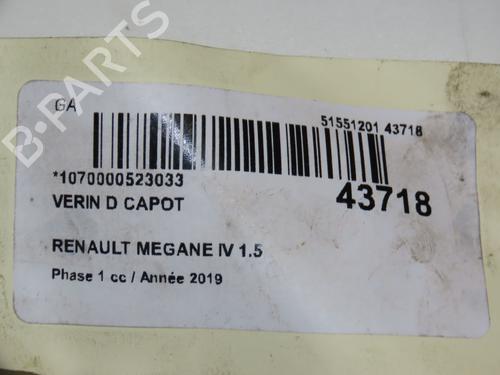 B-PARTS
GA
51551201 43718
*1070000523033
43718
VERIN D CAPOT
RENAULT MEGANE IV 1.5
Phase 1 cc / Année 2019